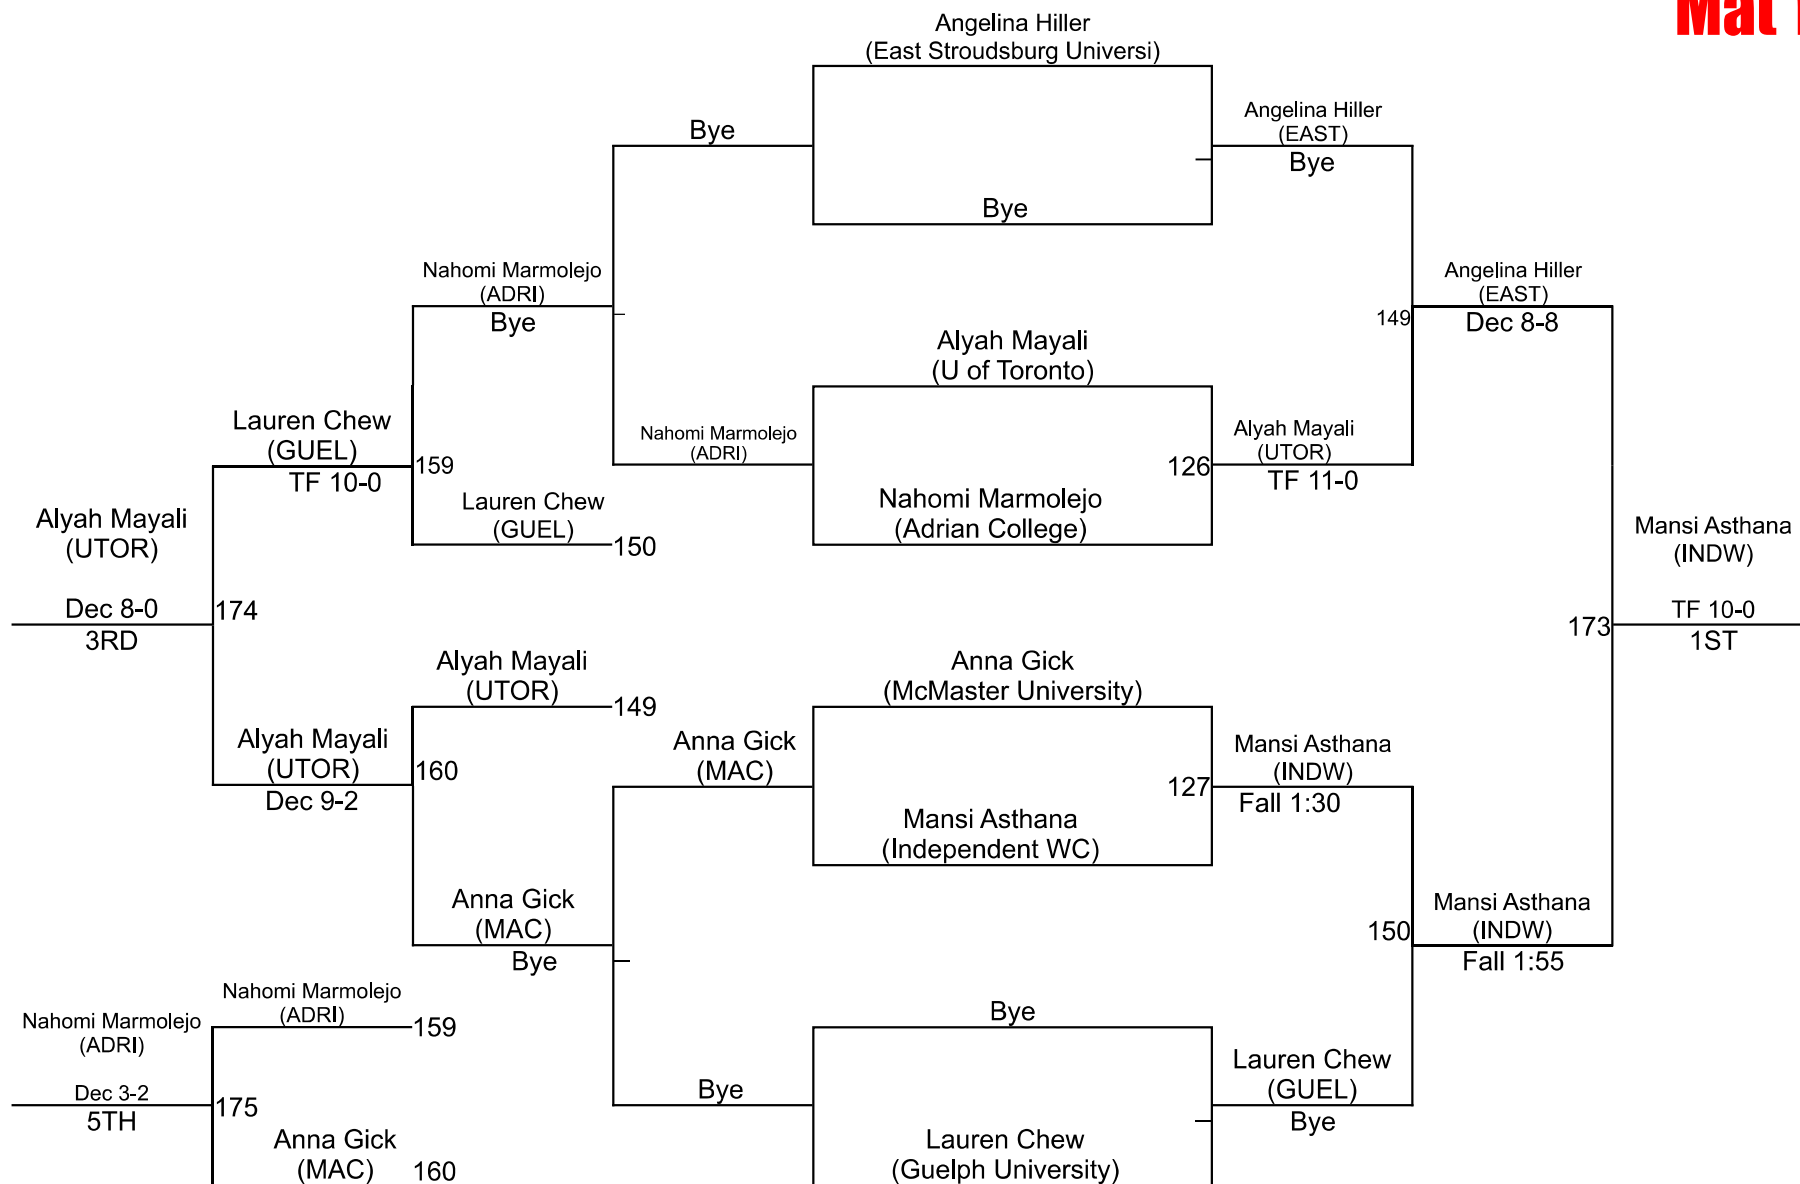 Mat
Angelina Hiller
(East Stroudsburg Universi)
Bye
Angelina Hiller
(EAST)
Bye
Bye
Nahomi Marmolejo
(ADRI)
Bye
Angelina Hiller
(EAST)
Dec 8-8
149
Alyah Mayali
(U of Toronto)
Lauren Chew
(GUEL)
TF 10-0
159
Nahomi Marmolejo
(ADRI)
126
Alyah Mayali
(UTOR)
TF 11-0
Lauren Chew
(GUEL)
150
Nahomi Marmolejo
(Adrian College)
Alyah Mayali
(UTOR)
Dec 8-0
3RD
174
Mansi Asthana
(INDW)
TF 10-0
1ST
173
Alyah Mayali
(UTOR)
149
Anna Gick
(McMaster University)
Alyah Mayali
(UTOR)
Dec 9-2
160
Anna Gick
(MAC)
127
Mansi Asthana
(INDW)
Fall 1:30
Mansi Asthana
(Independent WC)
Anna Gick
(MAC)
Bye
150
Mansi Asthana
(INDW)
Fall 1:55
Nahomi Marmolejo
(ADRI)
159
Bye
Nahomi Marmolejo
(ADRI)
Dec 3-2
5TH
175
Bye
Lauren Chew
(GUEL)
Bye
Anna Gick
(MAC)
160
Lauren Chew
(Guelph University)